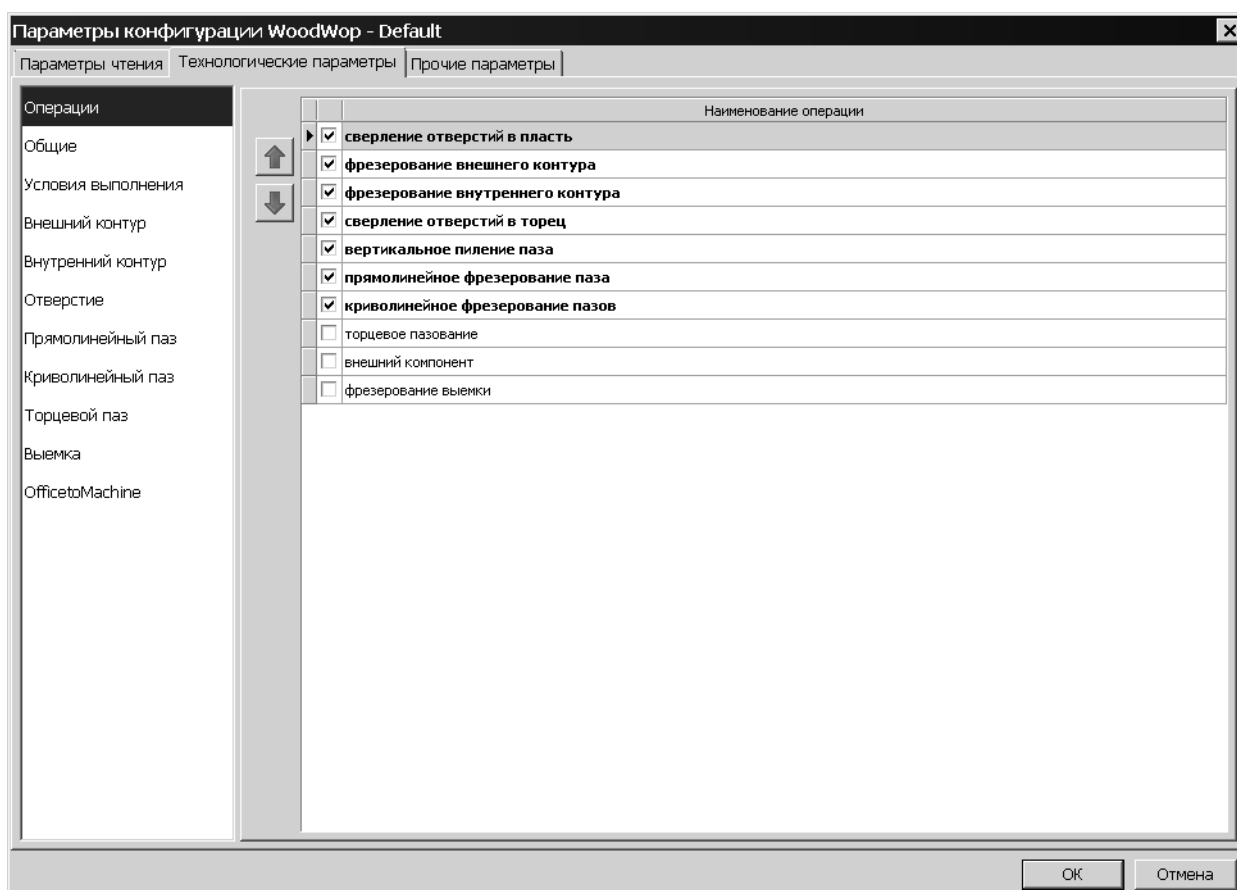 Параметры конфигурации WoodWop - Default
Параметры чтения Технологические параметры Прочие параметры
Операции
Общие
Условия выполнения
Внешний контур
Внутренний контур
Отверстие
Прямолинейный паз
Криволинейный паз
Торцевой паз
Выемка
OfficetoMachine
Наименование операции
сверление отверстий в пласть
фрезерование внешнего контура
фрезерование внутреннего контура
сверление отверстий в торец
вертикальное пиление паза
прямолинейное фрезерование паза
криволинейное фрезерование пазов
торцевое пазование
внешний компонент
фрезерование выемки
ОК Отмена